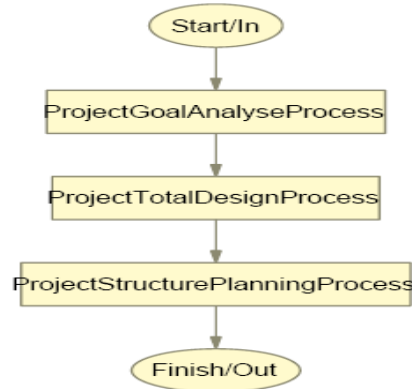 Start/In
ProjectGoalAnalyseProcess
ProjectTotalDesignProcess
ProjectStructurePlanningProcess
Finish/Out